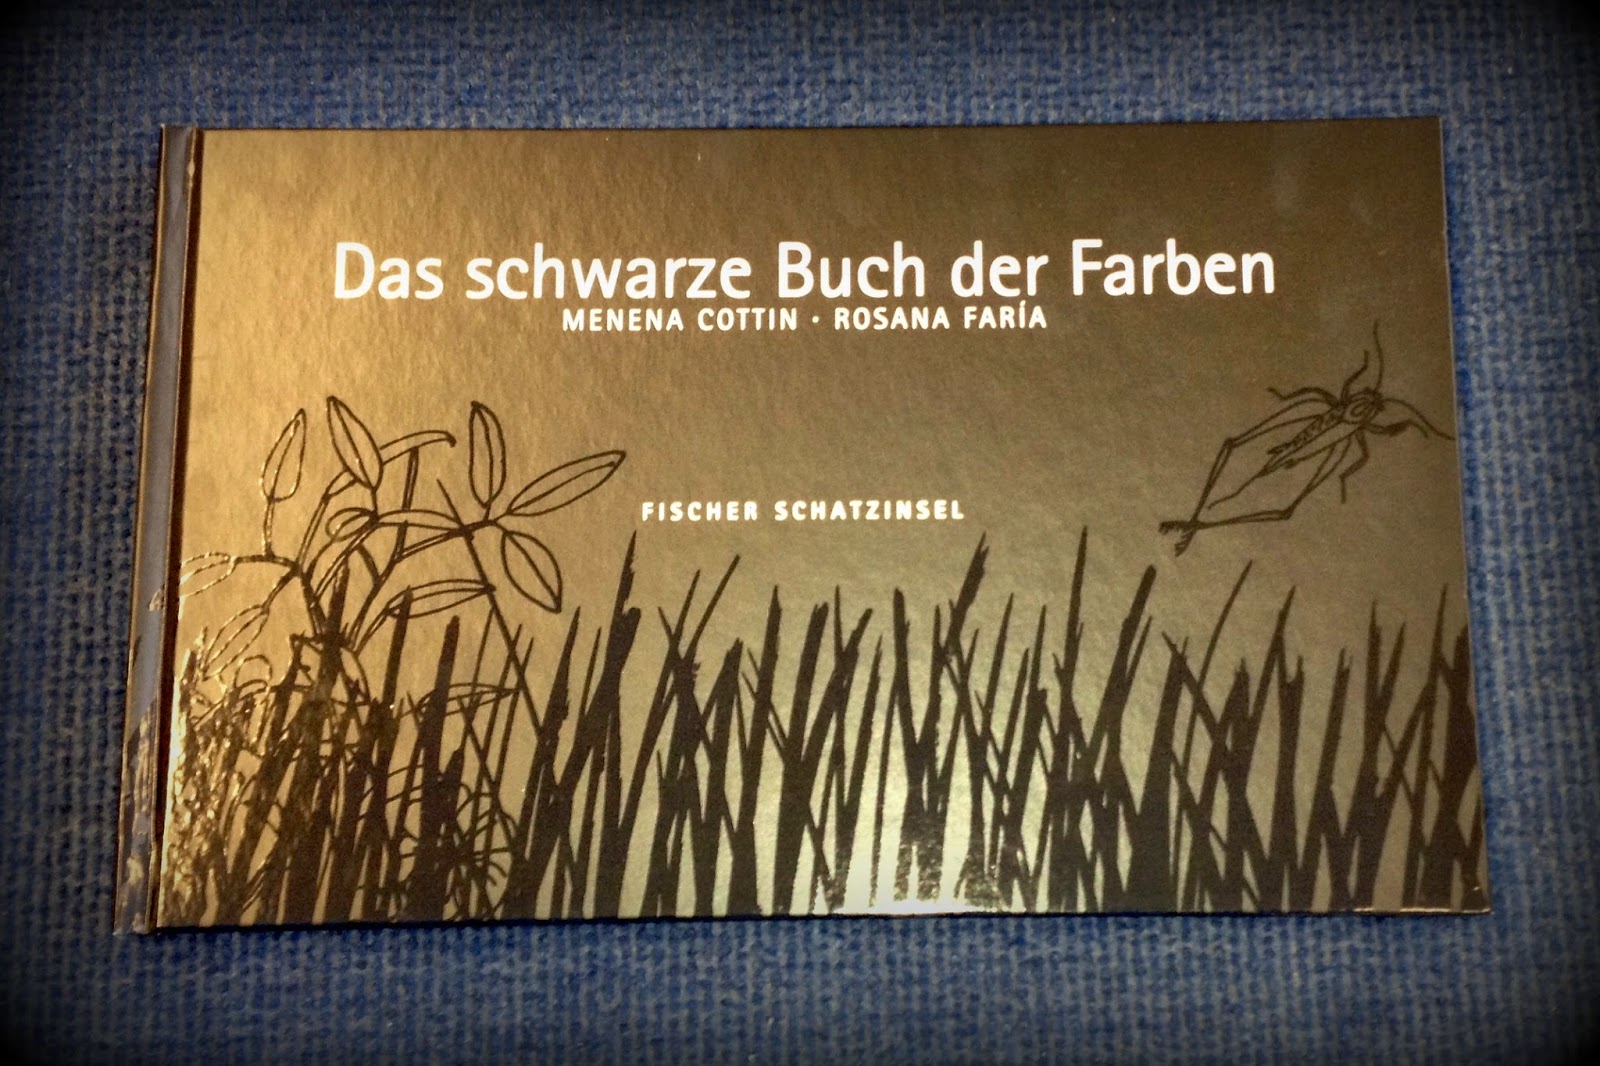 Das schwarze Buch der Farben
MENENA COTTIN · ROSANA FARÍA
FISCHER SCHATZINSEL